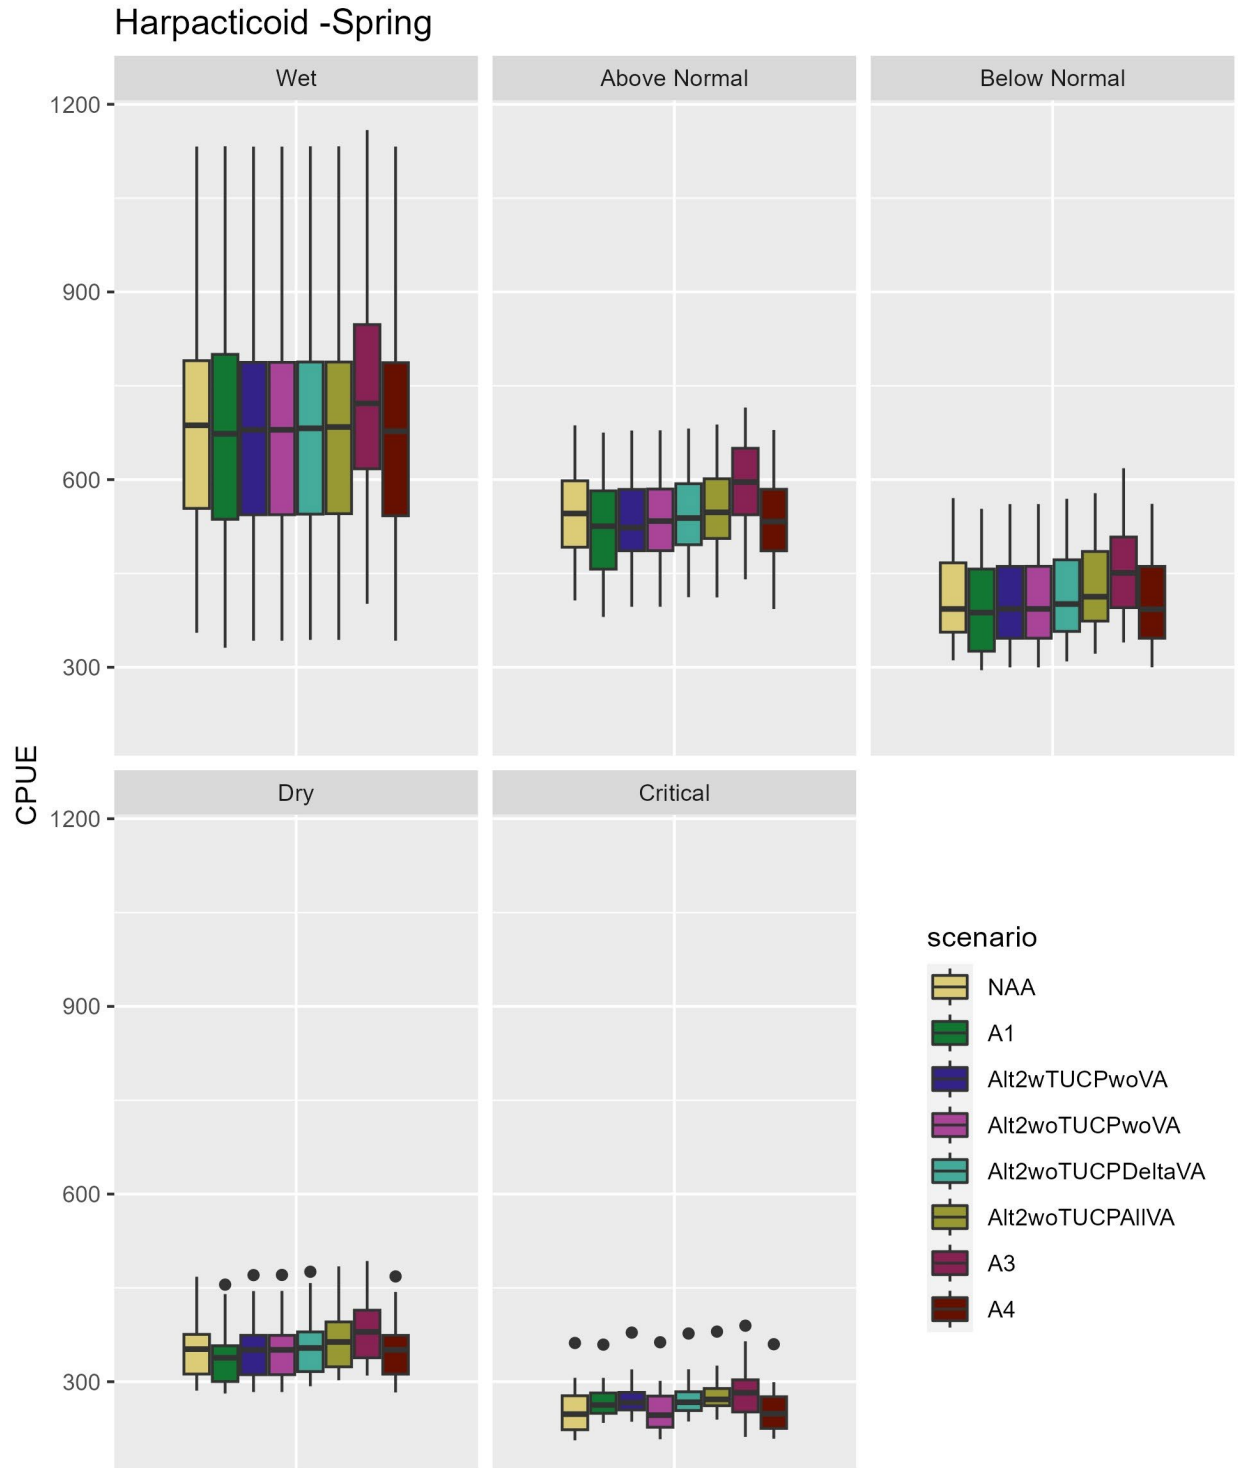 Harpacticoid -Spring
Wet
Above Normal
Below Normal
1200
900
600
300
CPUE
Dry
Critical
1200
900
600
300
scenario
NAA
A1
Alt2wTUCPwoVA
Alt2woTUCPwoVA
Alt2woTUCPDeltaVA
Alt2woTUCPAllVA
A3
A4